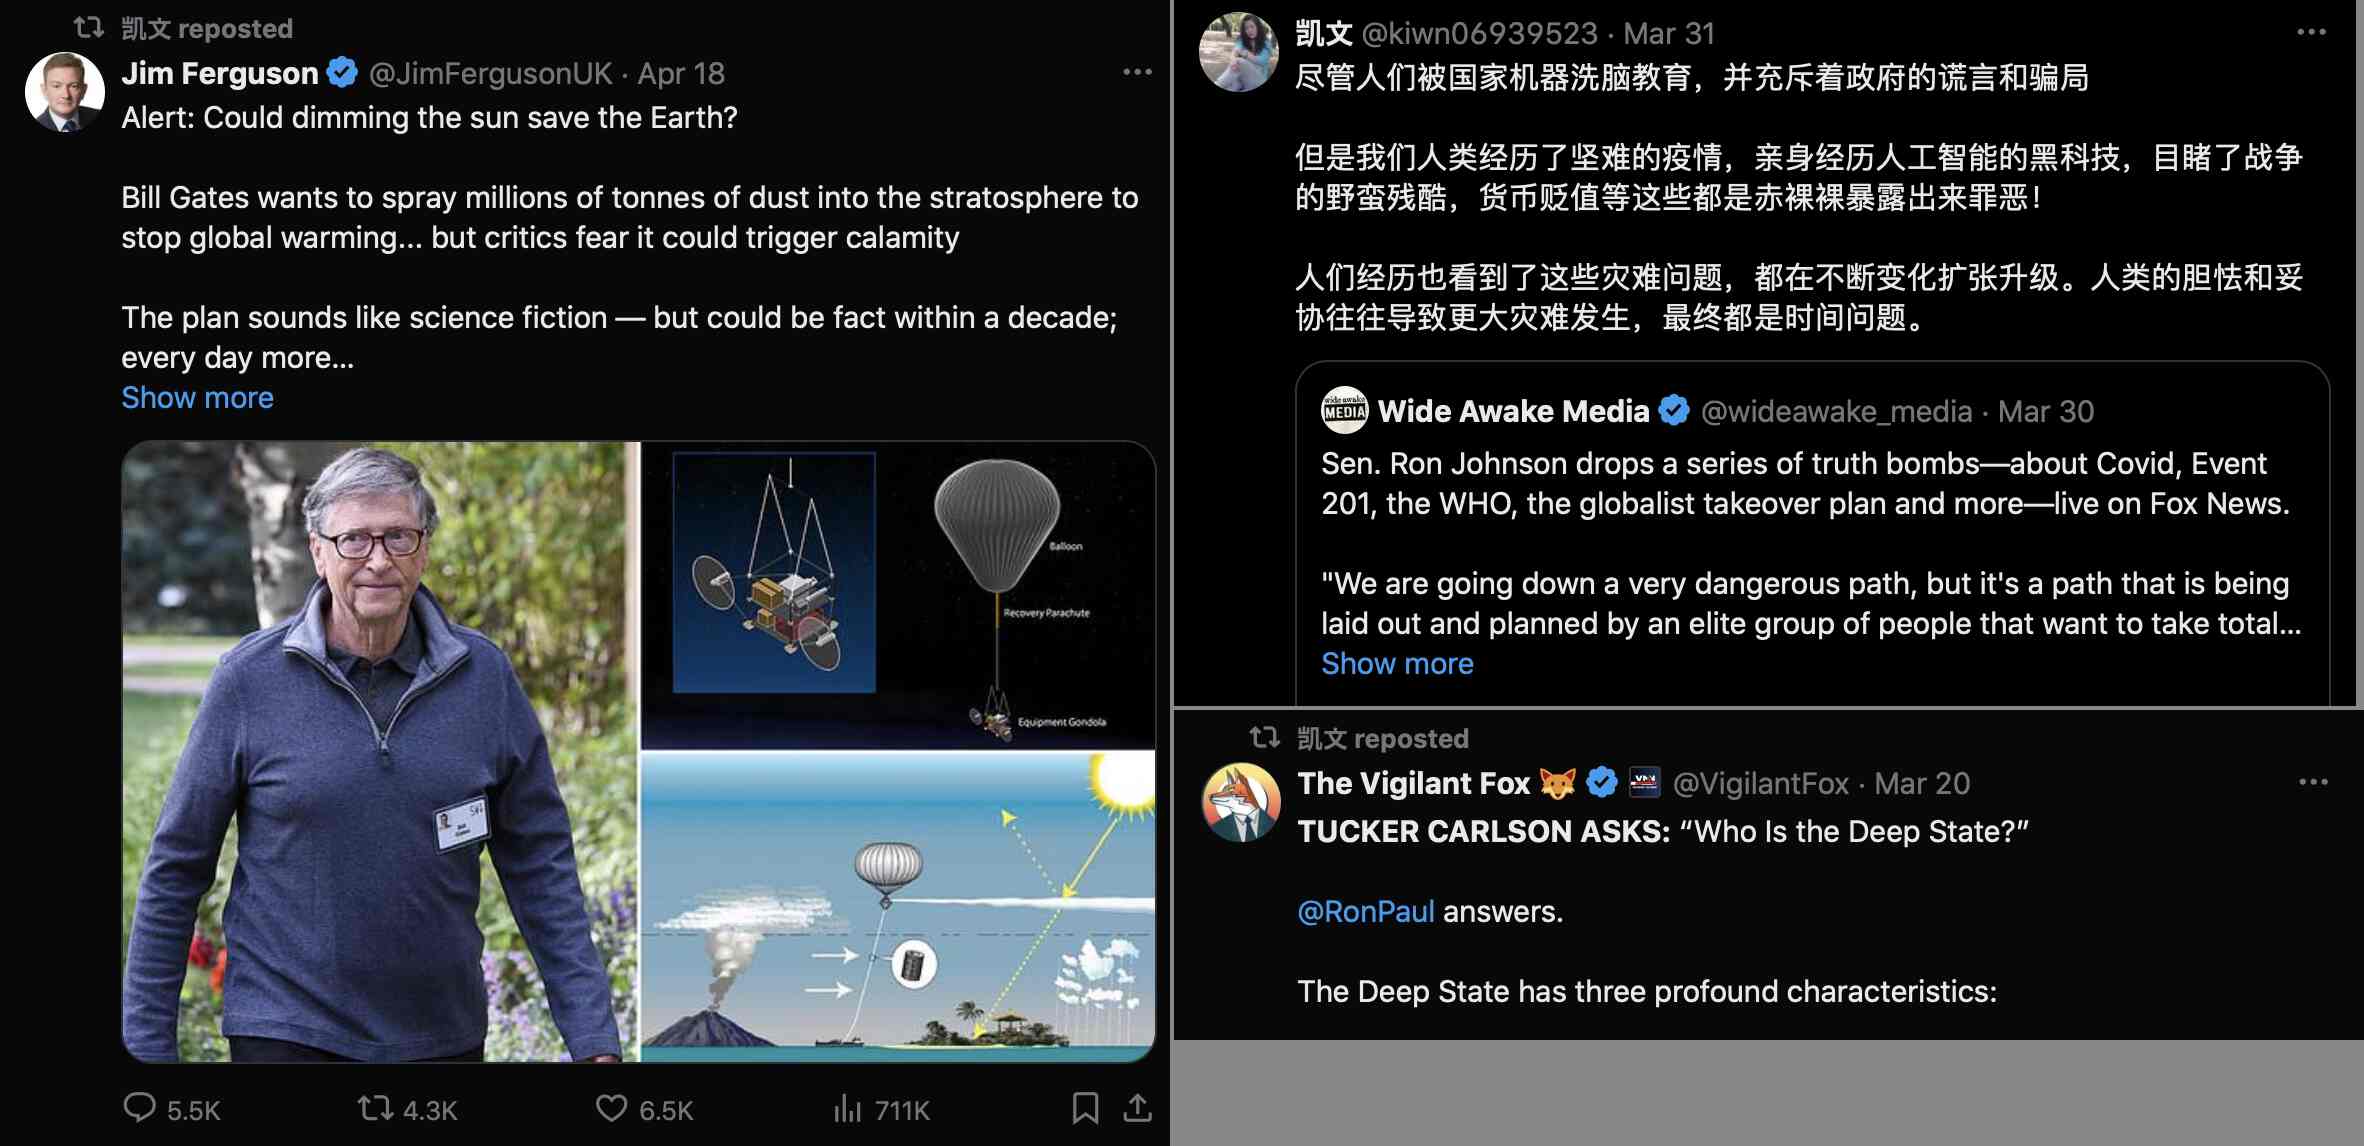 凯文 reposted
Jim Ferguson @JimFergusonUK · Apr 18
Alert: Could dimming the sun save the Earth?
Bill Gates wants to spray millions of tonnes of dust into the stratosphere to
stop global warming... but critics fear it could trigger calamity
The plan sounds like science fiction — but could be fact within a decade;
every day more...
Show more
Balloon
Recovery Parachute
Equipment Gondola
5.5K 4.3K 6.5K 711K
凯文 @kiwn06939523 · Mar 31
尽管人们被国家机器洗脑教育，并充斥着政府的谎言和骗局
但是我们人类经历了坚难的疫情，亲身经历人工智能的黑科技，目睹了战争
的野蛮残酷，货币贬值等这些都是赤裸裸暴露出来罪恶！
人们经历也看到了这些灾难问题，都在不断变化扩张升级。人类的胆怯和妥
协往往导致更大灾难发生，最终都是时间问题。
wide awake
MEDIA
Wide Awake Media @wideawake_media · Mar 30
Sen. Ron Johnson drops a series of truth bombs—about Covid, Event
201, the WHO, the globalist takeover plan and more—live on Fox News.
"We are going down a very dangerous path, but it's a path that is being
laid out and planned by an elite group of people that want to take total...
Show more
凯文 reposted
The Vigilant Fox @VigilantFox · Mar 20
TUCKER CARLSON ASKS: “Who Is the Deep State?”
@RonPaul answers.
The Deep State has three profound characteristics: